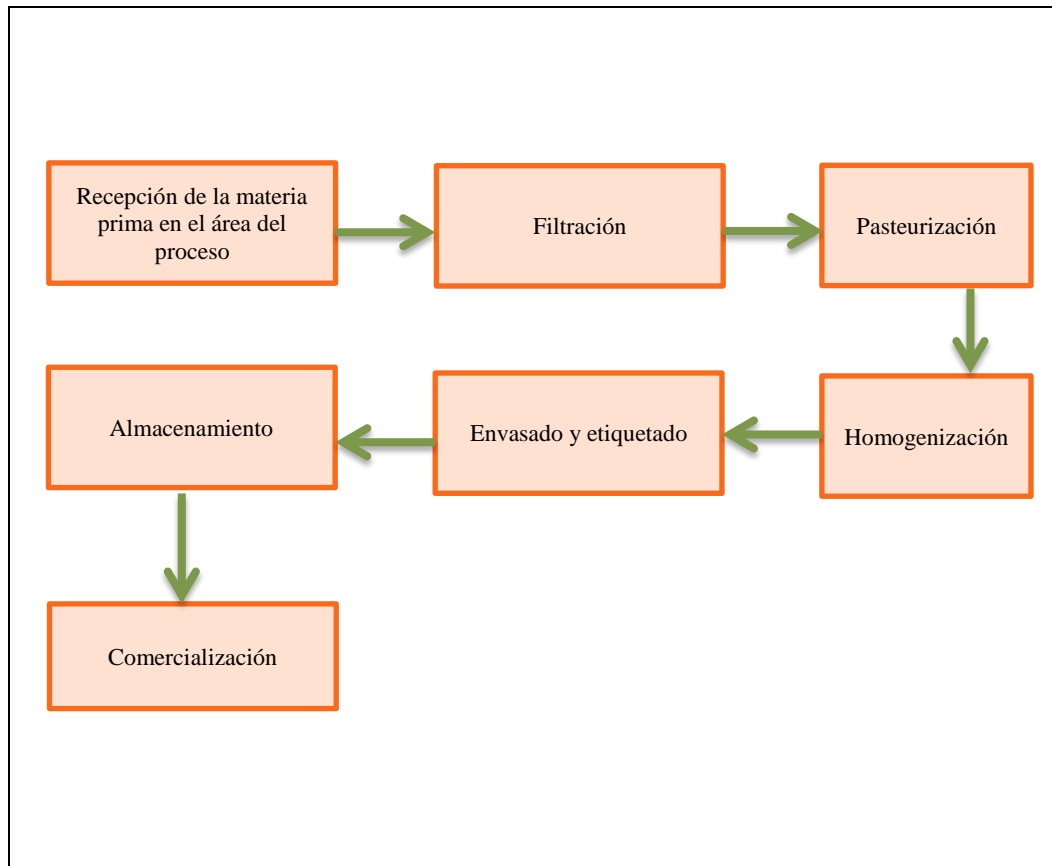 Recepción de la materia
prima en el área del
proceso
Filtración
Pasteurización
Homogenización
Envasado y etiquetado
Almacenamiento
Comercialización